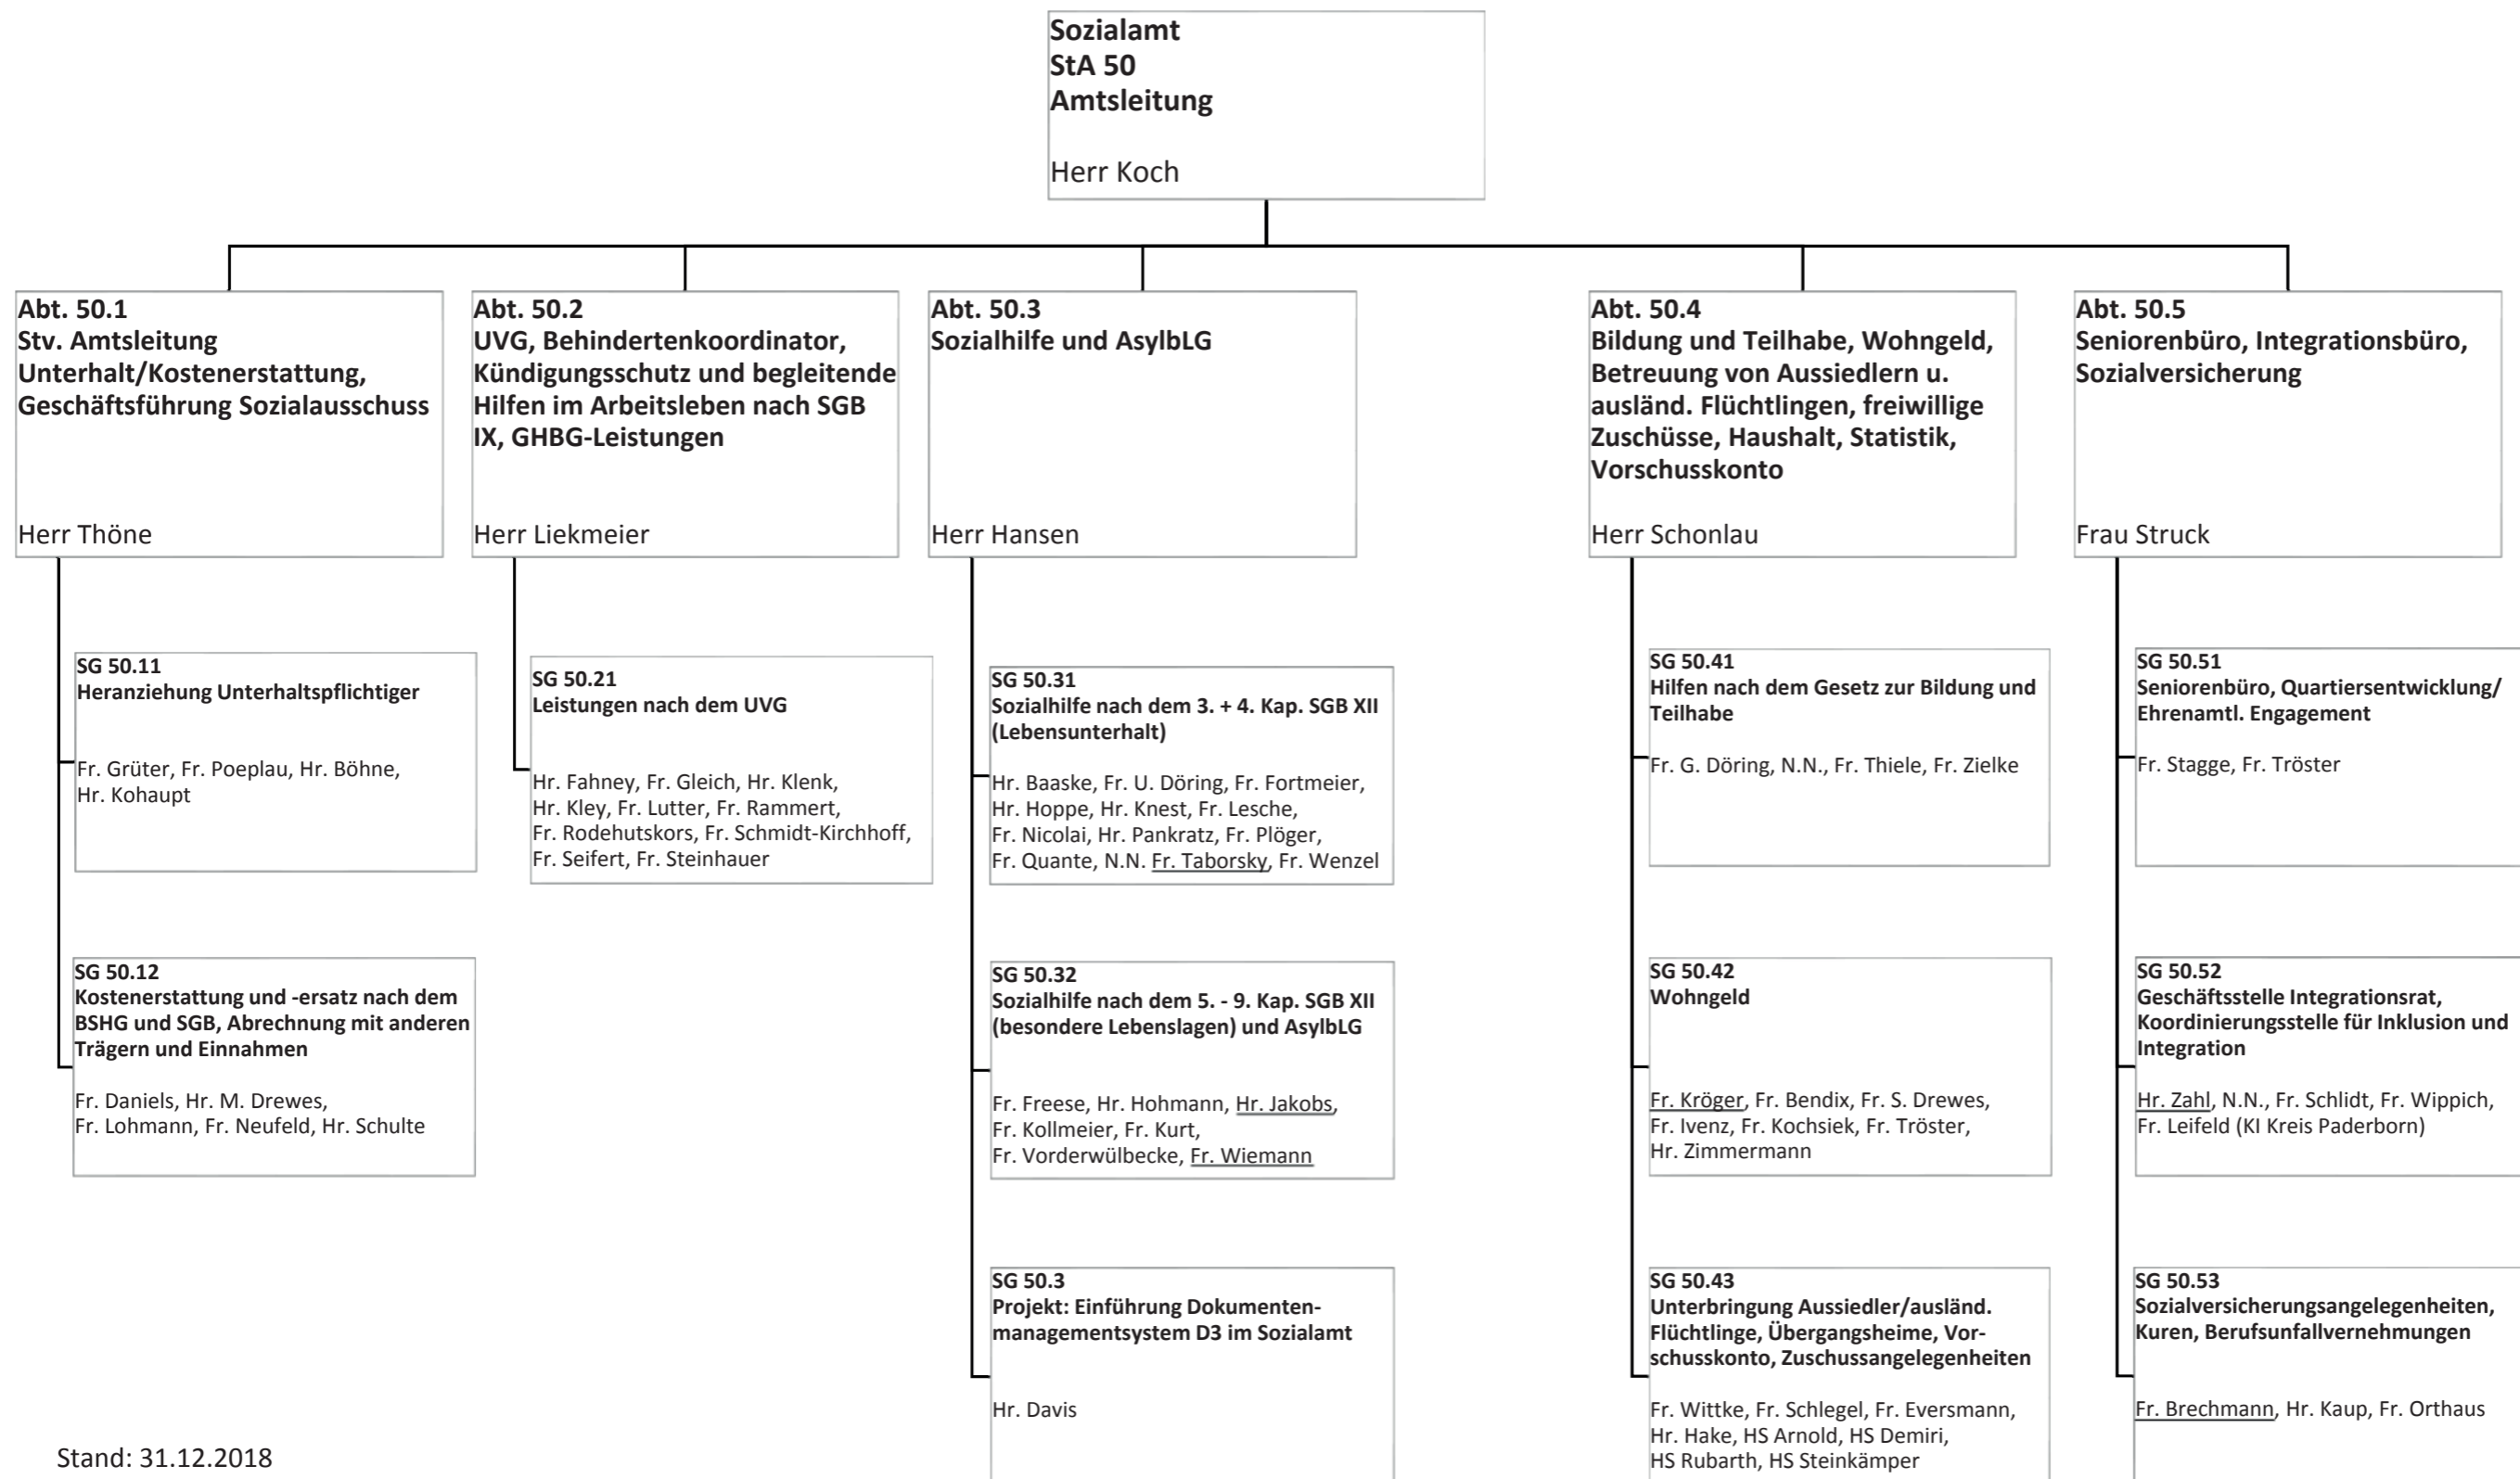 Sozialamt
StA 50
Amtsleitung
Herr Koch
Abt. 50.1
Stv. Amtsleitung
Unterhalt/Kostenerstattung,
Geschäftsführung Sozialausschuss
Herr Thöne
Abt. 50.2
UVG, Behindertenkoordinator,
Kündigungsschutz und begleitende
Hilfen im Arbeitsleben nach SGB
IX, GHBG-Leistungen
Herr Liekmeier
Abt. 50.3
Sozialhilfe und AsylbLG
Herr Hansen
Abt. 50.4
Bildung und Teilhabe, Wohngeld,
Betreuung von Aussiedlern u.
ausländ. Flüchtlingen, freiwillige
Zuschüsse, Haushalt, Statistik,
Vorschusskonto
Herr Schonlau
Abt. 50.5
Seniorenbüro, Integrationsbüro,
Sozialversicherung
Frau Struck
SG 50.11
Heranziehung Unterhaltspflichtiger
Fr. Grüter, Fr. Poeplau, Hr. Böhne,
Hr. Kohaupt
SG 50.12
Kostenerstattung und -ersatz nach dem
BSHG und SGB, Abrechnung mit anderen
Trägern und Einnahmen
Fr. Daniels, Hr. M. Drewes,
Fr. Lohmann, Fr. Neufeld, Hr. Schulte
SG 50.21
Leistungen nach dem UVG
Hr. Fahney, Fr. Gleich, Hr. Klenk,
Hr. Kley, Fr. Lutter, Fr. Rammert,
Fr. Rodehutskors, Fr. Schmidt-Kirchhoff,
Fr. Seifert, Fr. Steinhauer
SG 50.31
Sozialhilfe nach dem 3. + 4. Kap. SGB XII
(Lebensunterhalt)
Hr. Baaske, Fr. U. Döring, Fr. Fortmeier,
Hr. Hoppe, Hr. Knest, Fr. Lesche,
Fr. Nicolai, Hr. Pankratz, Fr. Plöger,
Fr. Quante, N.N. Fr. Taborsky, Fr. Wenzel
SG 50.32
Sozialhilfe nach dem 5. - 9. Kap. SGB XII
(besondere Lebenslagen) und AsylbLG
Fr. Freese, Hr. Hohmann, Hr. Jakobs,
Fr. Kollmeier, Fr. Kurt,
Fr. Vorderwülbecke, Fr. Wiemann
SG 50.3
Projekt: Einführung Dokumenten-
managementsystem D3 im Sozialamt
Hr. Davis
SG 50.41
Hilfen nach dem Gesetz zur Bildung und
Teilhabe
Fr. G. Döring, N.N., Fr. Thiele, Fr. Zielke
SG 50.42
Wohngeld
Fr. Kröger, Fr. Bendix, Fr. S. Drewes,
Fr. Ivenz, Fr. Kochsiek, Fr. Tröster,
Hr. Zimmermann
SG 50.43
Unterbringung Aussiedler/ausländ.
Flüchtlinge, Übergangsheime, Vor-
schusskonto, Zuschussangelegenheiten
Fr. Wittke, Fr. Schlegel, Fr. Eversmann,
Hr. Hake, HS Arnold, HS Demiri,
HS Rubarth, HS Steinkämper
SG 50.51
Seniorenbüro, Quartiersentwicklung/
Ehrenamtl. Engagement
Fr. Stagge, Fr. Tröster
SG 50.52
Geschäftsstelle Integrationsrat,
Koordinierungsstelle für Inklusion und
Integration
Hr. Zahl, N.N., Fr. Schlidt, Fr. Wippich,
Fr. Leifeld (KI Kreis Paderborn)
SG 50.53
Sozialversicherungsangelegenheiten,
Kuren, Berufsunfallvernehmungen
Fr. Brechmann, Hr. Kaup, Fr. Orthaus
Stand: 31.12.2018